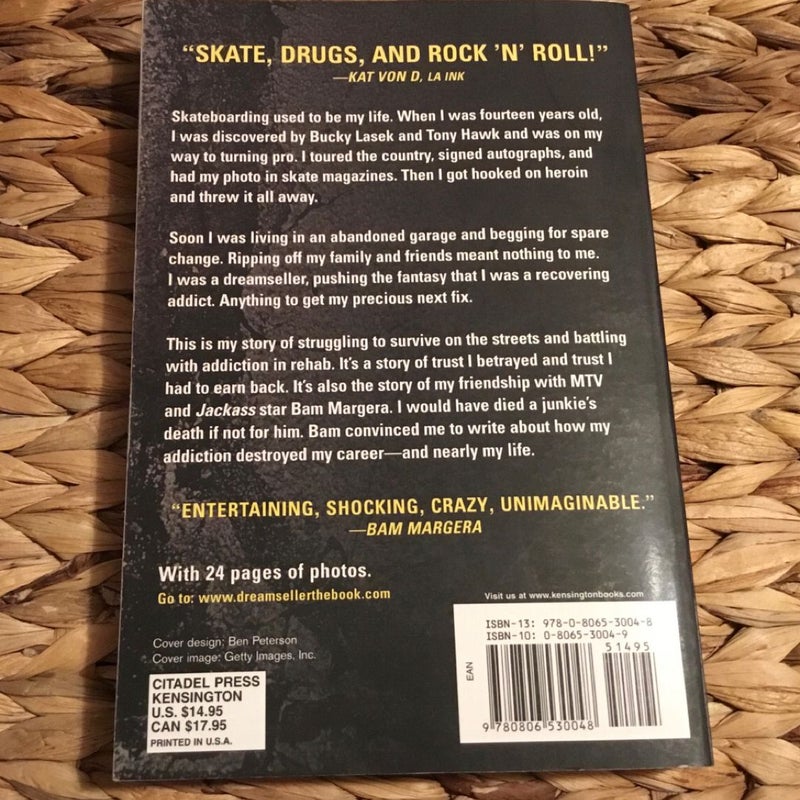 “SKATE, DRUGS, AND ROCK ’N’ ROLL!”
—KAT VON D, LA INK
Skateboarding used to be my life. When I was fourteen years old,
I was discovered by Bucky Lasek and Tony Hawk and was on my
way to turning pro. I toured the country, signed autographs, and
had my photo in skate magazines. Then I got hooked on heroin
and threw it all away.
Soon I was living in an abandoned garage and begging for spare
change. Ripping off my family and friends meant nothing to me.
I was a dreamseller, pushing the fantasy that I was a recovering
addict. Anything to get my precious next fix.
This is my story of struggling to survive on the streets and battling
with addiction in rehab. It’s a story of trust I betrayed and trust I
had to earn back. It’s also the story of my friendship with MTV
and Jackass star Bam Margera. I would have died a junkie’s
death if not for him. Bam convinced me to write about how my
addiction destroyed my career—and nearly my life.
“ENTERTAINING, SHOCKING, CRAZY, UNIMAGINABLE.”
—BAM MARGERA
With 24 pages of photos.
Go to: www.dreamsellerthebook.com
Visit us at www.kensingtonbooks.com
Cover design: Ben Peterson
Cover image: Getty Images, Inc.
CITADEL PRESS
KENSINGTON
U.S. $14.95
CAN $17.95
PRINTED IN U.S.A.
ISBN-13: 978-0-8065-3004-8
ISBN-10: 0-8065-3004-9
51495
EAN
9 780806 530048